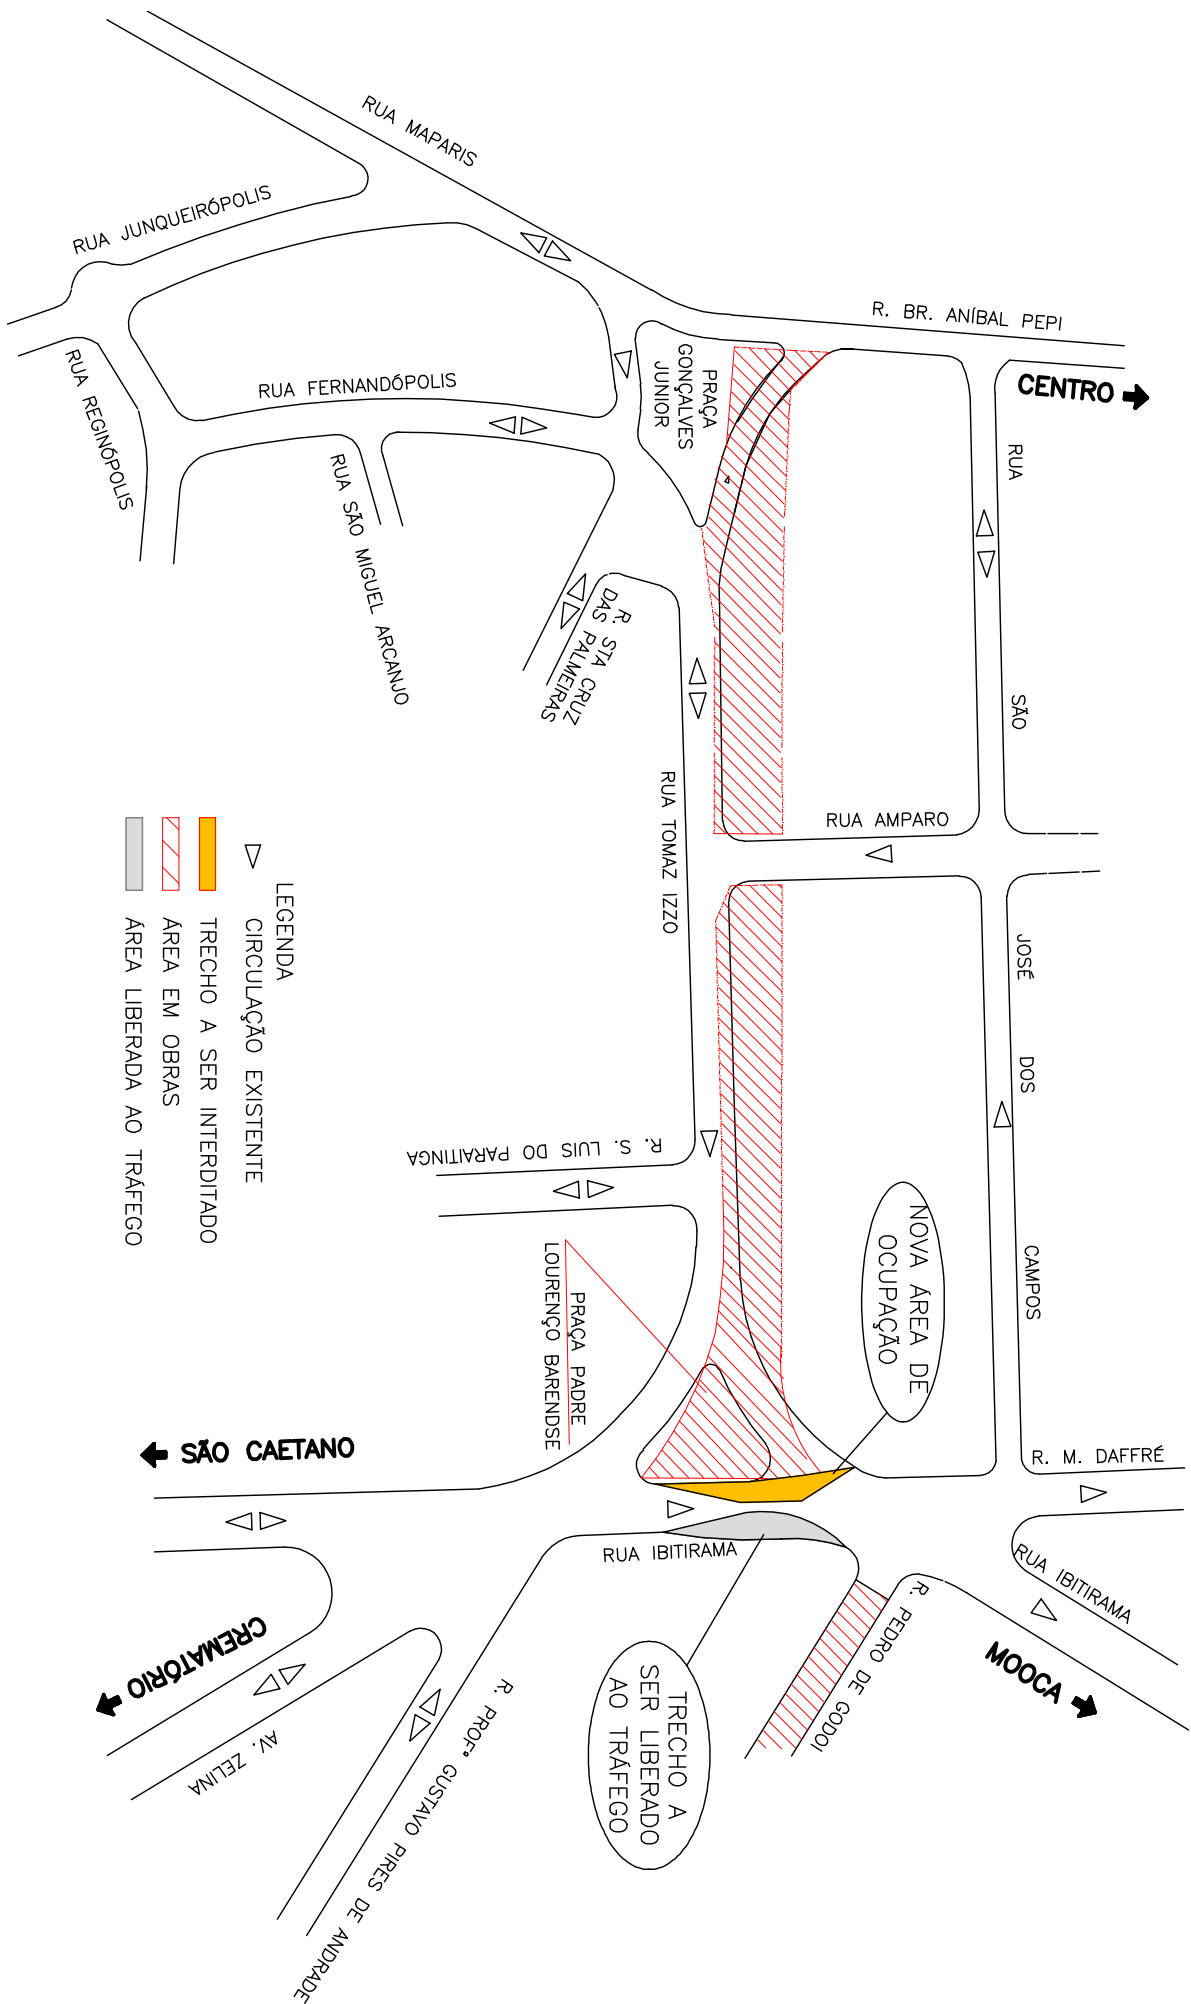 RUA MAPARIS
RUA JUNQUEIRÓPOLIS
R. BR. ANÍBAL PEPI
CENTRO
PRAÇA
GONÇALVES
JUNIOR
RUA FERNANDÓPOLIS
RUA REGINÓPOLIS
RUA SÃO MIGUEL ARCANJO
R. STA CRUZ
DAS PALMEIRAS
RUA SÃO JOSÉ DOS CAMPOS
RUA AMPARO
RUA TOMAZ IZZO
LEGENDA
CIRCULAÇÃO EXISTENTE
TRECHO A SER INTERDITADO
ÁREA EM OBRAS
ÁREA LIBERADA AO TRÁFEGO
R. S. LUIS DO PARAITINGA
NOVA ÁREA DE
OCUPAÇÃO
PRAÇA PADRE
LOURENÇO BARENDSE
SÃO CAETANO
R. M. DAFFRÉ
RUA IBITIRAMA
RUA IBITIRAMA
R. PEDRO DE GODOI
MOOCA
CREMATÓRIO
AV. ZELINA
R. PROFº GUSTAVO PIRES DE ANDRADE
TRECHO A
SER LIBERADO
AO TRÁFEGO